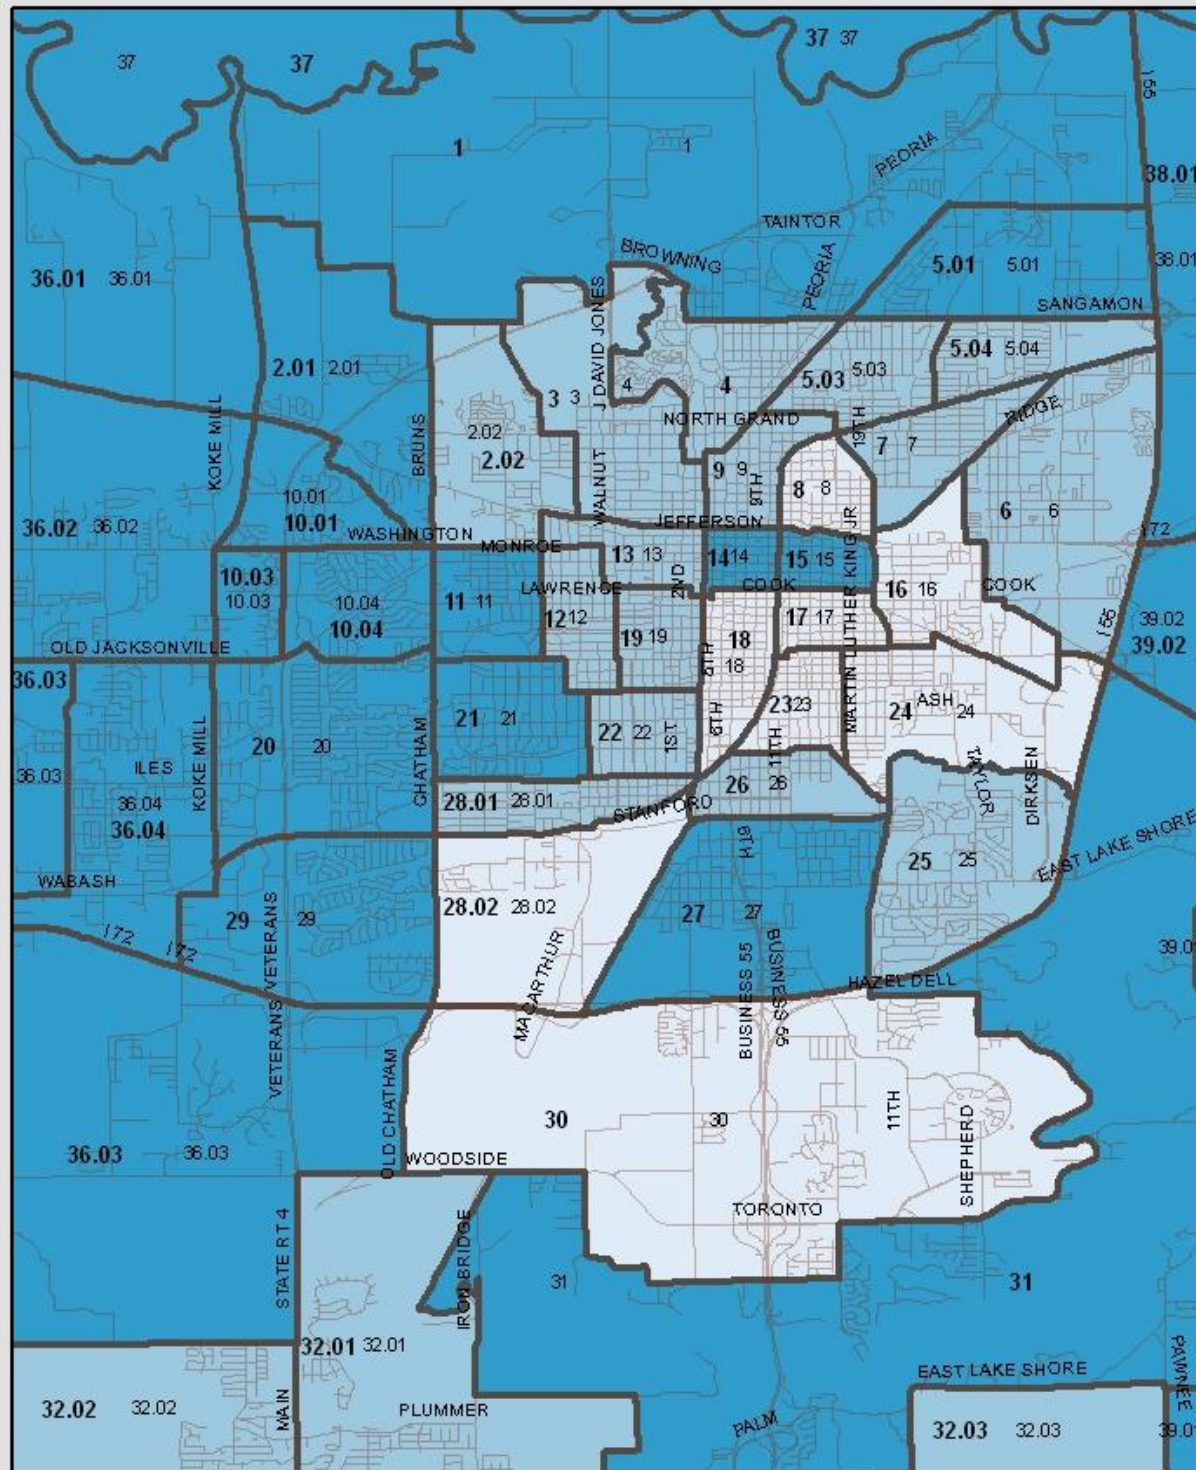 37 37
37 37
I 55
1 1
PEORIA
38.01
TAINTOR
BROWNING
36.01 36.01
5.01 5.01
38.01
PEORIA
SANGAMON
J DAVID JONES
2.01 2.01
5.04 5.04
5.03 5.03
3 3
4 4
NORTH GRAND
RIDGE
KOKE MILL
BRUNS
2.02
2.02
WALNUT
19TH
7 7
9 9
9TH
8 8
10.01
10.01
36.02 36.02
WASHINGTON
MONROE
JEFFERSON
MARTIN LUTHER KING JR
6 6
I 72
13 13
14 14
15 15
10.03
10.03
10.04
10.04
11 11
LAWRENCE
12 12
2ND
COOK
16 16
COOK
I 55
39.02
39.02
OLD JACKSONVILLE
19 19
18
18
17 17
5TH
36.03
36.03
KOKE MILL
20 20
CHATHAM
21 21
22 22
1ST
6TH
23 23
11TH
24 24
ASH
ILES
36.04
36.04
28.01 28.01
STANFORD
26 26
TAYLOR
DIRKSEN
EAST LAKE SHORE
WABASH
25 25
H19
I 72
I 72
29 29
VETERANS
VETERANS
28.02 28.02
MACARTHUR
27 27
BUSINESS 55
BUSINESS 55
HAZEL DELL
39.01
OLD CHATHAM
30 30
11TH
SHEPHERD
36.03 36.03
WOODSIDE
TORONTO
STATE RT 4
IRON BRIDGE
31 31
32.01 32.01
EAST LAKE SHORE
PAWNEE
32.02 32.02
MAIN
PLUMMER
PALM
32.03 32.03
39.01